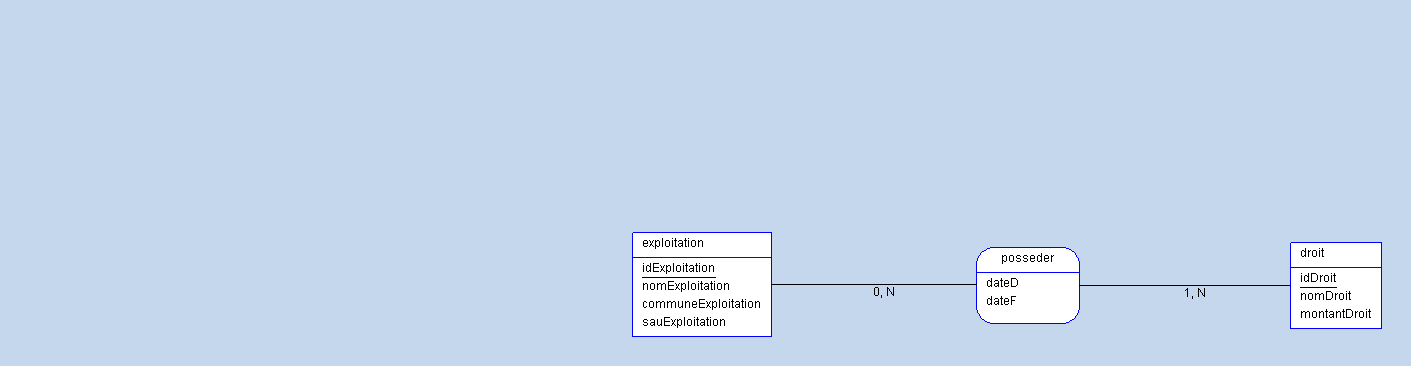 exploitation
idExploitation
nomExploitation
communeExploitation
sauExploitation
0, N
posseder
dateD
dateF
1, N
droit
idDroit
nomDroit
montantDroit